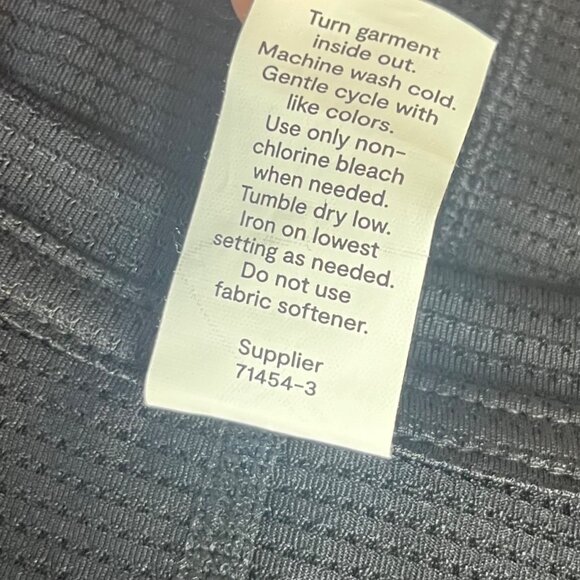 Turn garment
inside out.
Machine wash cold.
Gentle cycle with
like colors.
Use only non-
chlorine bleach
when needed.
Tumble dry low.
Iron on lowest
setting as needed.
Do not use
fabric softener.
Supplier
71454-3